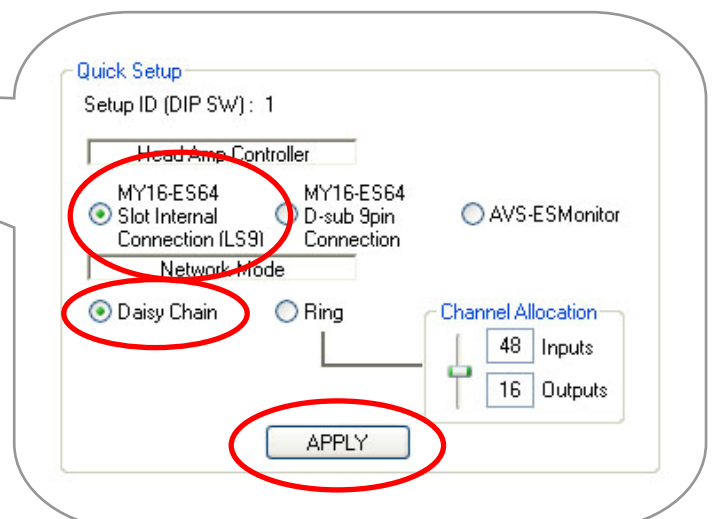 Quick Setup
Setup ID (DIP SW) : 1
Head Amp Controller
MY16-ES64
Slot Internal
Connection (LS9)
MY16-ES64
D-sub 9pin
Connection
AVS-ESMonitor
Network Mode
Daisy Chain
Ring
Channel Allocation
48 Inputs
16 Outputs
APPLY